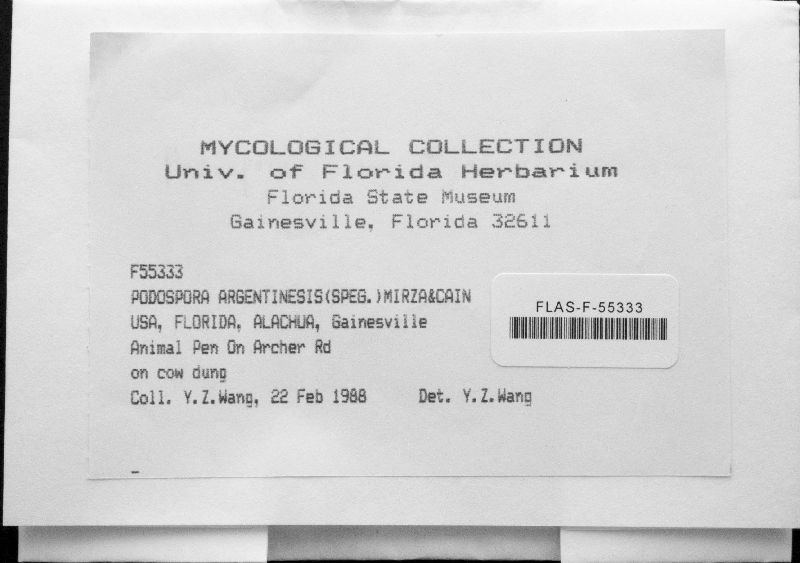 MYCOLOGICAL COLLECTION
Univ. of Florida Herbarium
Florida State Museum
Gainesville, Florida 32611
F55333
PODOSPORA ARGENTINESIS(SPEG.)MIRZA&CAIN
USA, FLORIDA, ALACHUA, Gainesville
Animal Pen On Archer Rd
on cow dung
Coll. Y.Z.Wang, 22 Feb 1988 Det. Y.Z.Wang
FLAS-F-55333